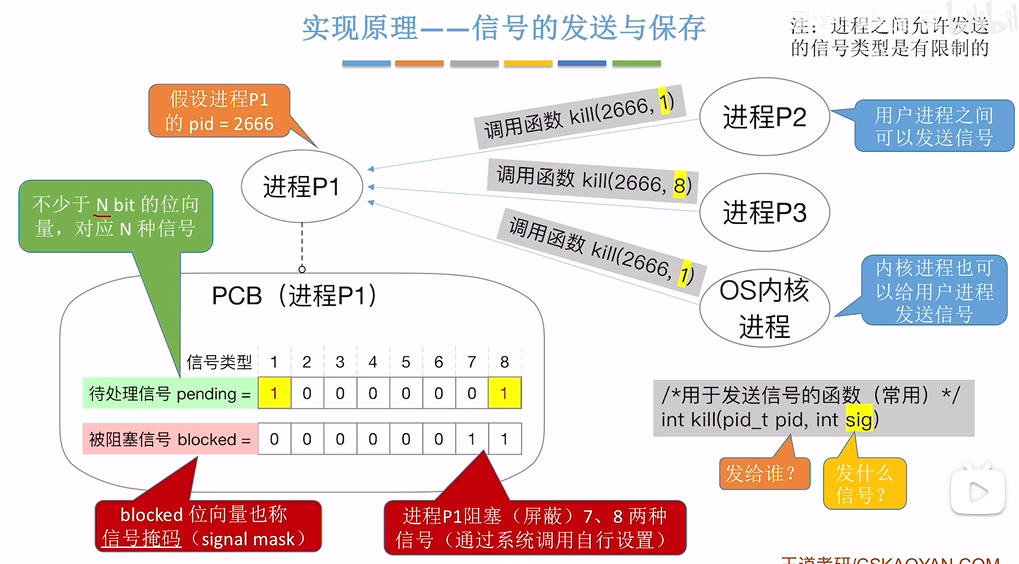 实现原理——信号的发送与保存
注：进程之间允许发送
的信号类型是有限制的
假设进程P1
的 pid = 2666
调用函数 kill(2666, 1)
进程P2
用户进程之间
可以发送信号
进程P1
调用函数 kill(2666, 8)
进程P3
不少于 N bit 的位向
量，对应 N 种信号
调用函数 kill(2666, 1)
OS内核
进程
内核进程也可
以给用户进程
发送信号
PCB（进程P1）
信号类型 1 2 3 4 5 6 7 8
待处理信号 pending = 1 0 0 0 0 0 0 1
被阻塞信号 blocked = 0 0 0 0 0 0 1 1
/*用于发送信号的函数（常用）*/
int kill(pid_t pid, int sig)
发给谁？
发什么
信号？
blocked 位向量也称
信号掩码（signal mask）
进程P1阻塞（屏蔽）7、8 两种
信号（通过系统调用自行设置）
王道考研/CSKAOYAN.COM